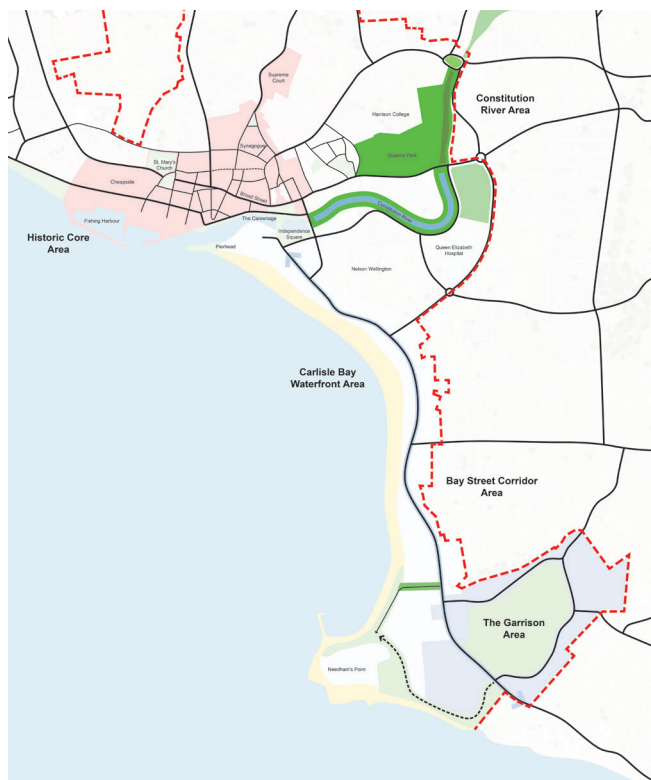 Supreme
Court
Harrison College
Constitution
River Area
Synagogue
St. Mary's
Church
Queen's Park
Cheapside
Broad Street
Constitution River
The Careenage
Fishing Harbour
Independence
Square
Historic Core
Area
Pierhead
Queen Elizabeth
Hospital
Nelson Wellington
Carlisle Bay
Waterfront Area
Bay Street Corridor
Area
The Garrison
Area
Needham's Point